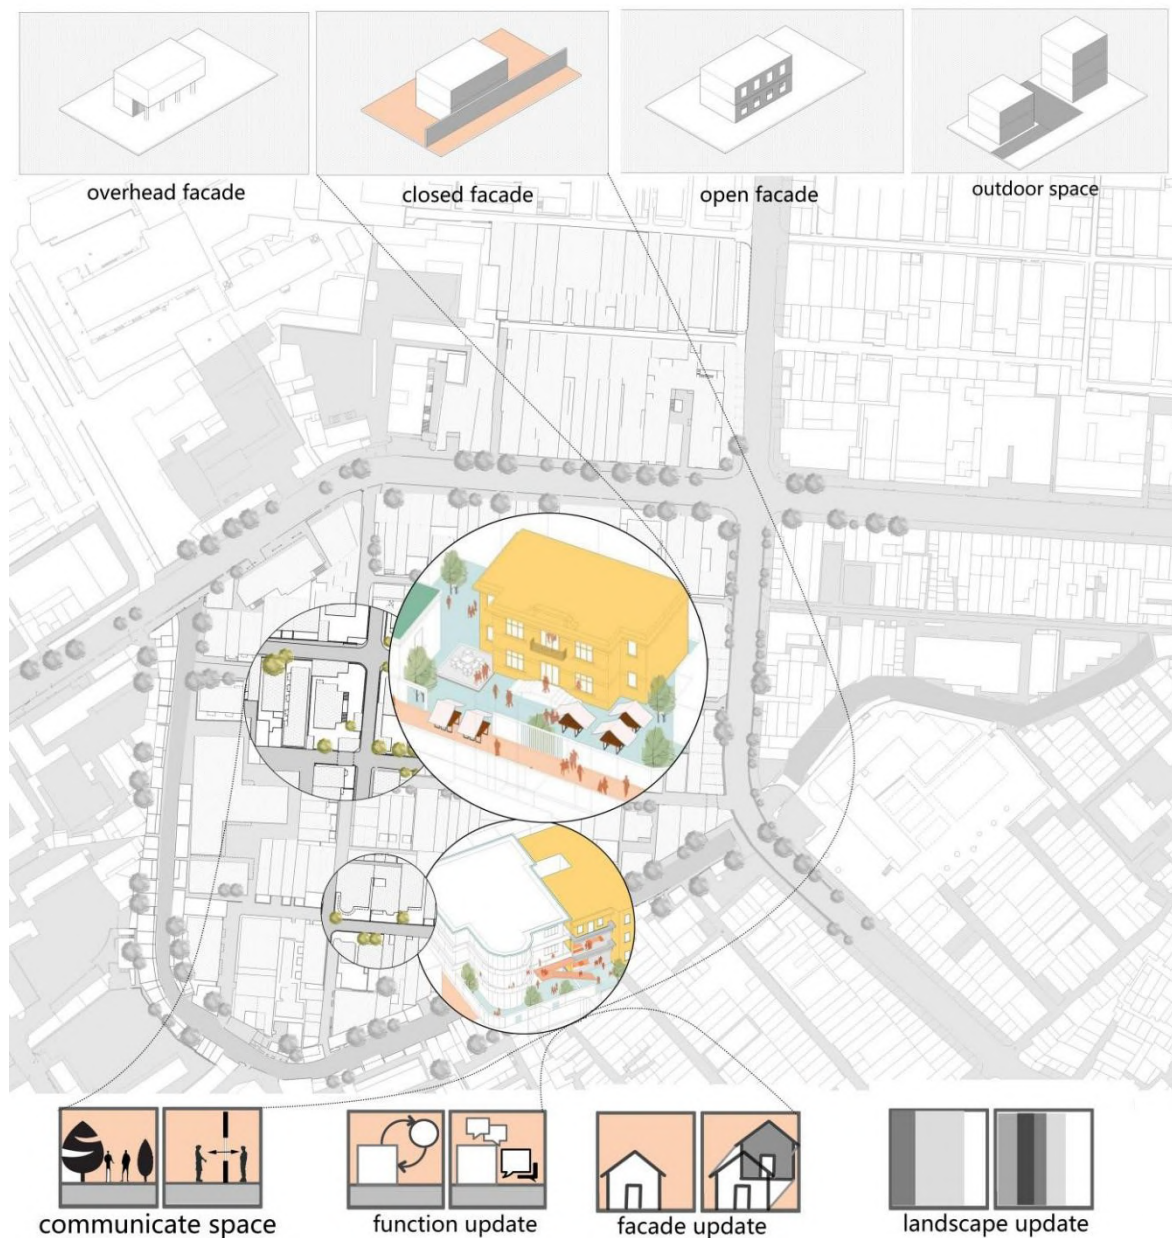 overhead facade
closed facade
open facade
outdoor space
communicate space
function update
facade update
landscape update